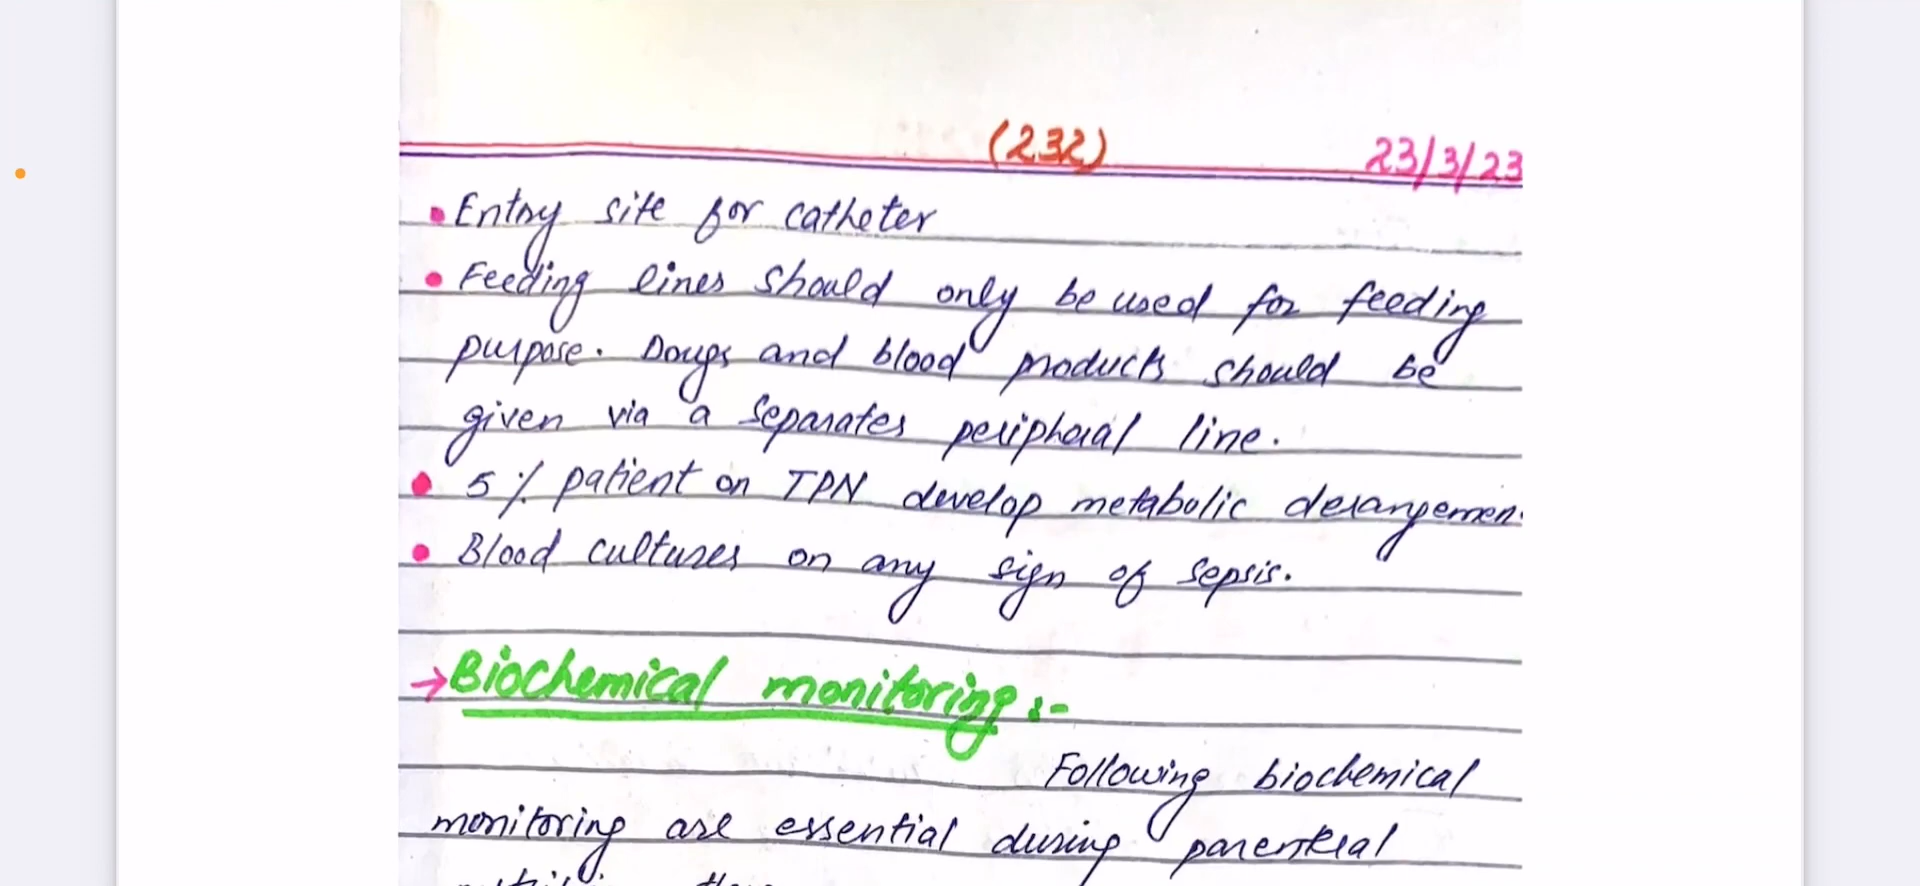 (232)
23/3/23
• Entry site for catheter
• Feeding lines should only be used for feeding
purpose. Drugs and blood products should be
given via a separates peripheral line.
• 5% patient on TPN develop metabolic derangemen
• Blood cultures on any sign of sepsis.
→ Biochemical monitoring :-
Following biochemical
monitoring are essential during parenteral